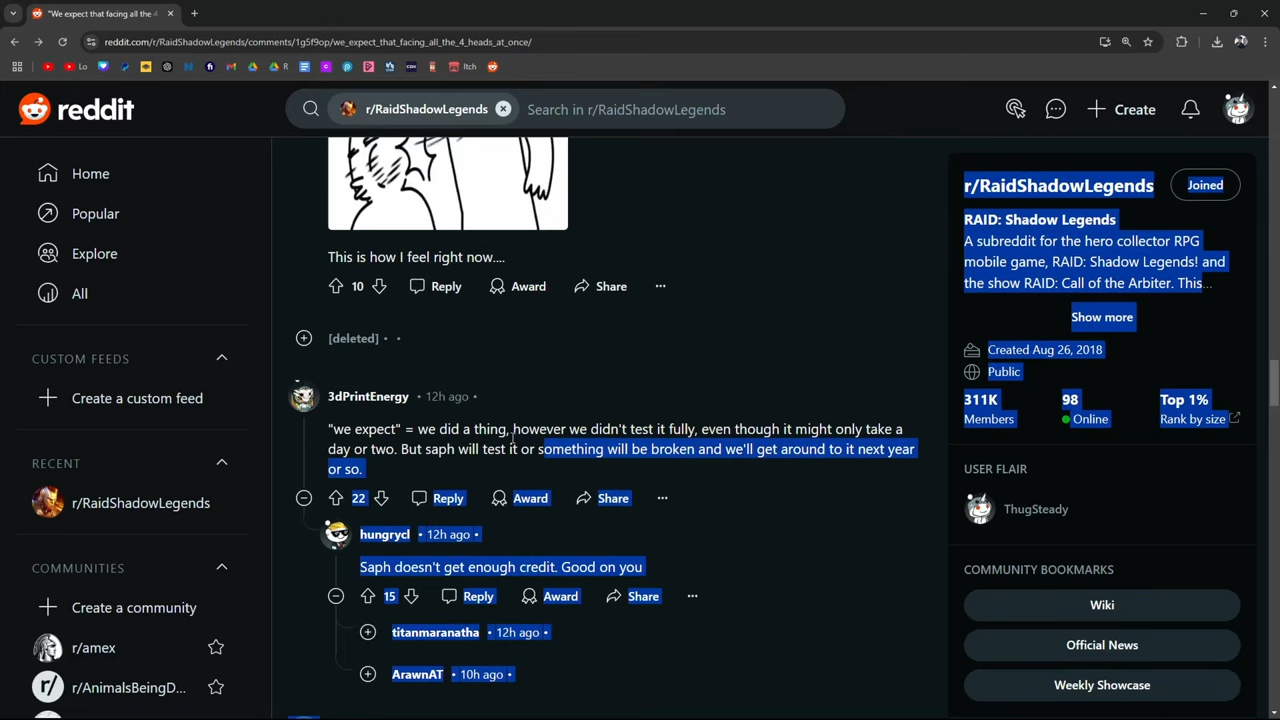 "We expect that facing all the 4
reddit.com/r/RaidShadowLegends/comments/1g5f9op/we_expect_that_facing_all_the_4_heads_at_once/
Lo
R
Itch
reddit
r/RaidShadowLegends
Search in r/RaidShadowLegends
Create
Home
Popular
Explore
All
CUSTOM FEEDS
Create a custom feed
RECENT
r/RaidShadowLegends
COMMUNITIES
Create a community
r/amex
r/AnimalsBeingD...
This is how I feel right now....
10 Reply Award Share
[deleted] • •
3dPrintEnergy • 12h ago •
"we expect" = we did a thing, however we didn't test it fully, even though it might only take a
day or two. But saph will test it or something will be broken and we'll get around to it next year
or so.
22 Reply Award Share
hungrycl • 12h ago •
Saph doesn't get enough credit. Good on you
15 Reply Award Share
titanmaranatha • 12h ago •
ArawnAT • 10h ago •
r/RaidShadowLegends Joined
RAID: Shadow Legends
A subreddit for the hero collector RPG
mobile game, RAID: Shadow Legends! and
the show RAID: Call of the Arbiter. This...
Show more
Created Aug 26, 2018
Public
311K 98 Top 1%
Members Online Rank by size
USER FLAIR
ThugSteady
COMMUNITY BOOKMARKS
Wiki
Official News
Weekly Showcase